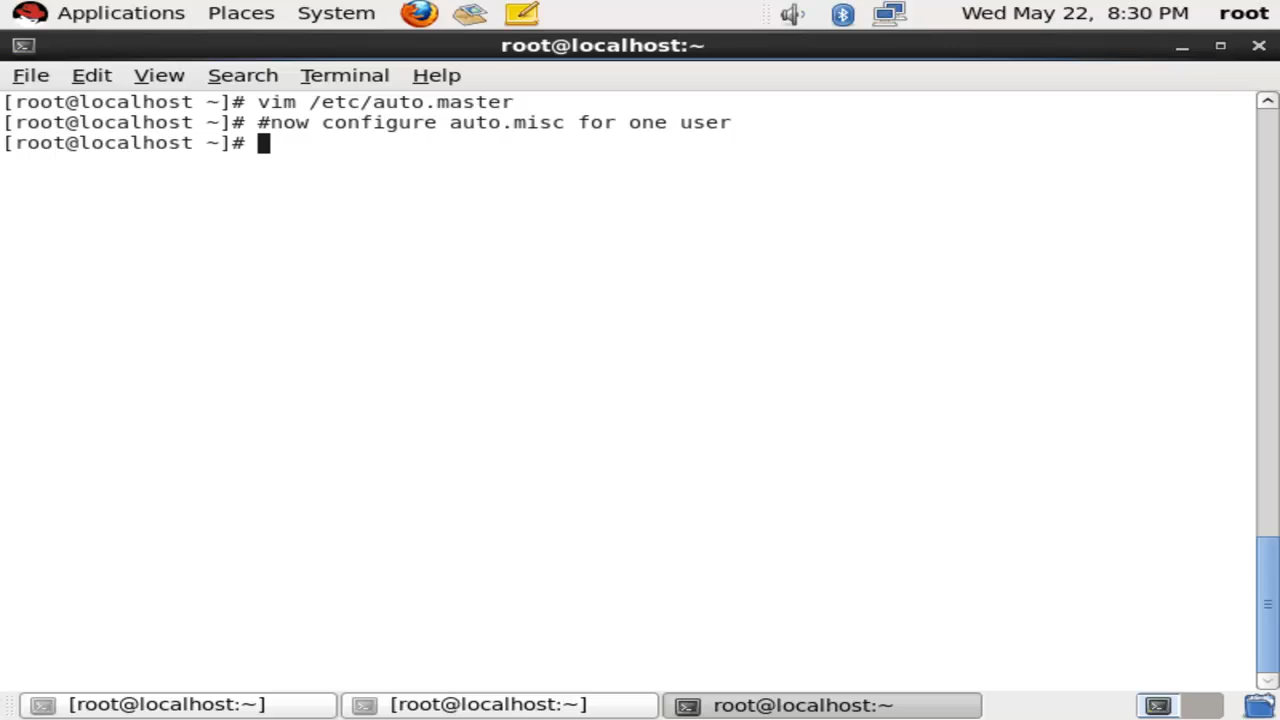 Applications Places System Wed May 22, 8:30 PM root
root@localhost:~
File Edit View Search Terminal Help
[root@localhost ~]# vim /etc/auto.master
[root@localhost ~]# #now configure auto.misc for one user
[root@localhost ~]#
[root@localhost:~] [root@localhost:~] root@localhost:~